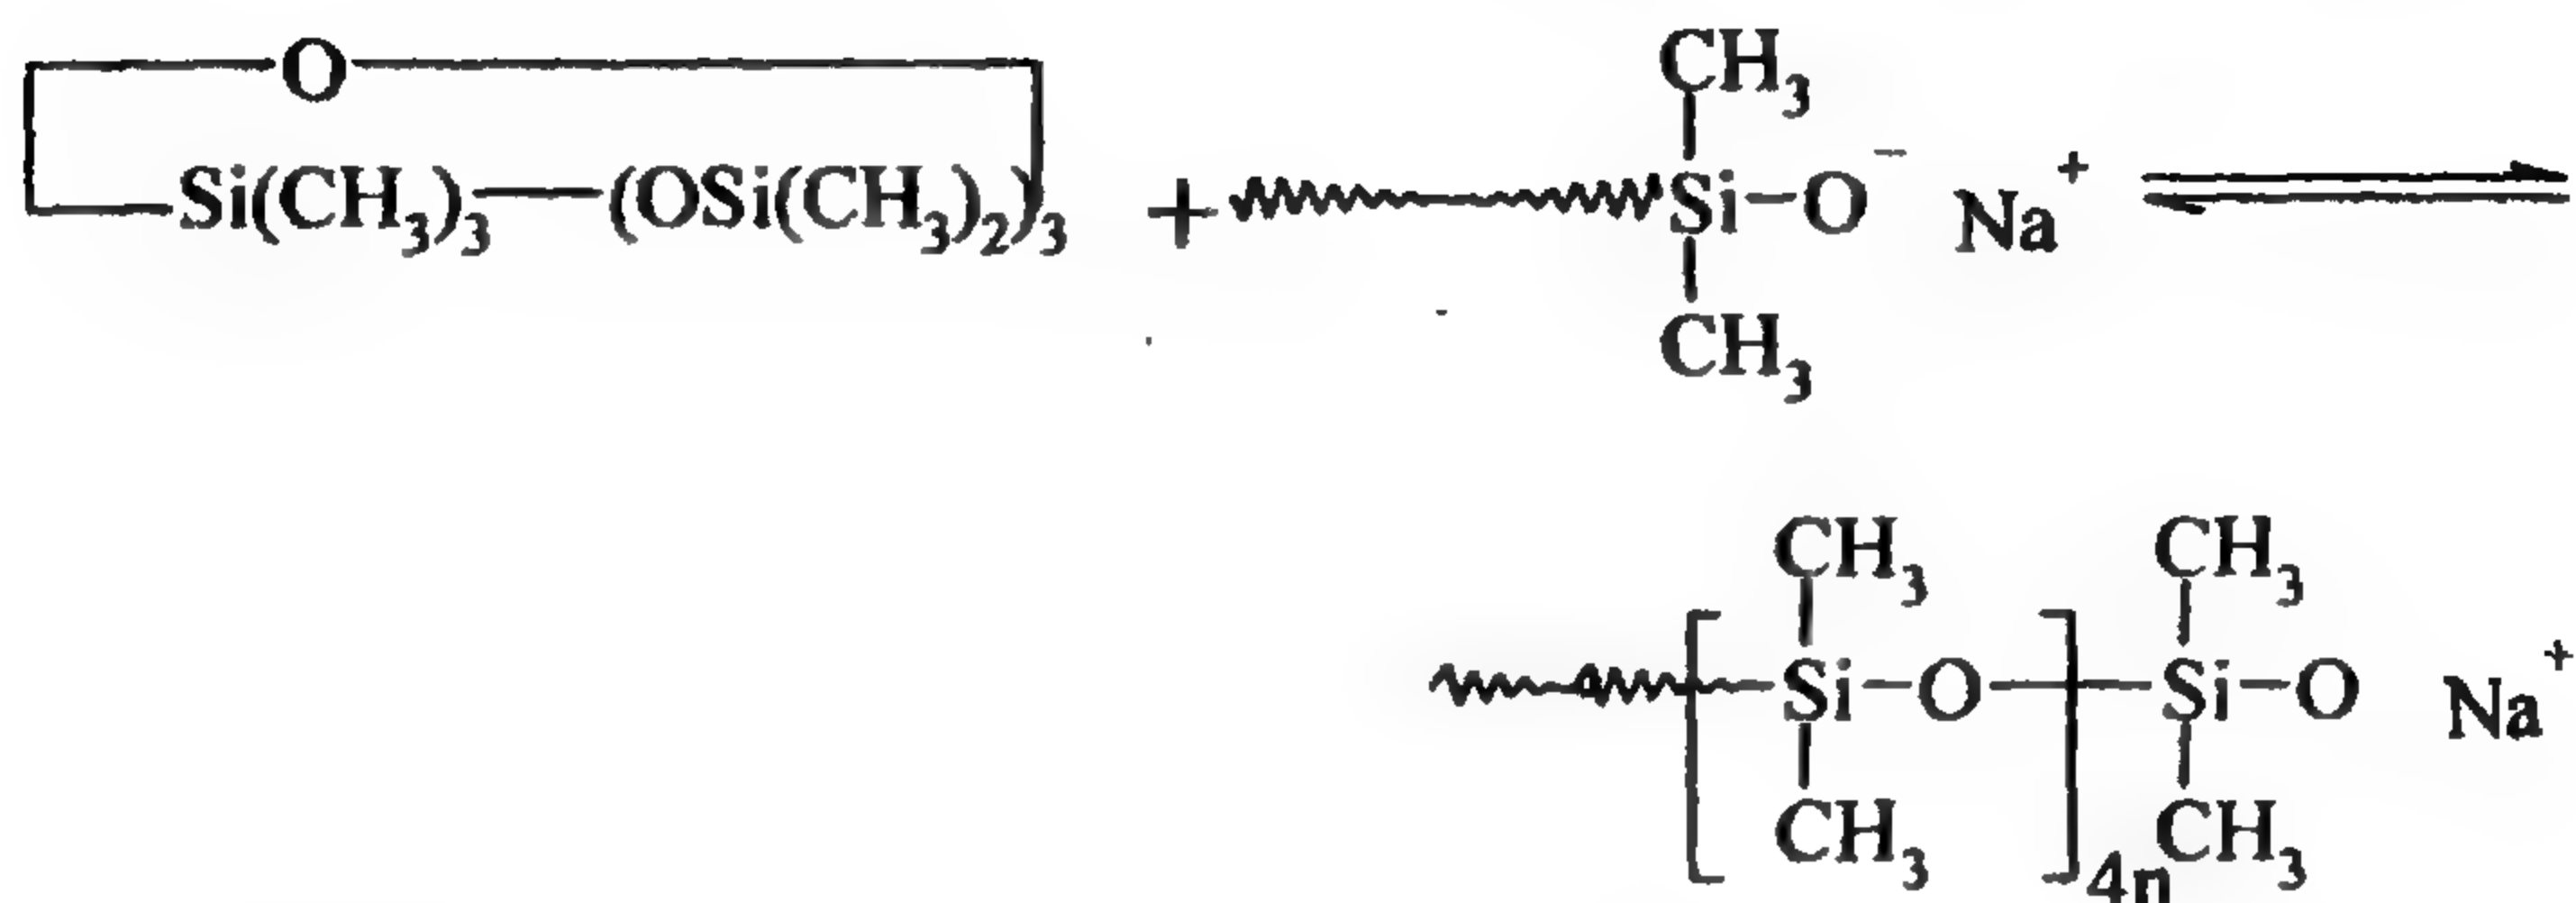 O
CH₃
Si(CH₃)₃—(OSi(CH₃)₂)₃ + Si–O⁻ Na⁺ ⇌
CH₃
CH₃ CH₃
[Si–O]4n Si–O Na⁺
CH₃ CH₃